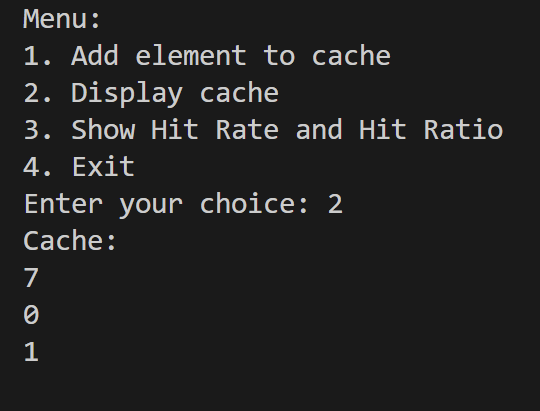 Menu:
1. Add element to cache
2. Display cache
3. Show Hit Rate and Hit Ratio
4. Exit
Enter your choice: 2
Cache:
7
0
1